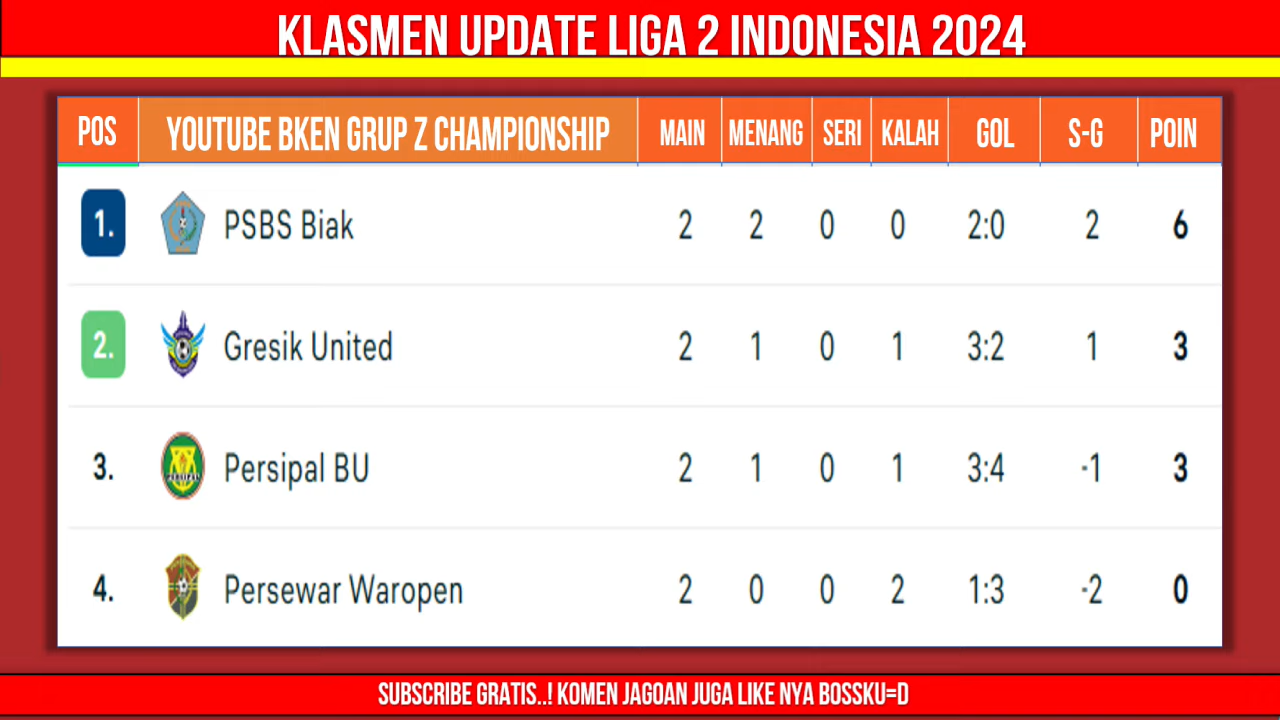 KLASMEN UPDATE LIGA 2 INDONESIA 2024
POS YOUTUBE BKEN GRUP Z CHAMPIONSHIP MAIN MENANG SERI KALAH GOL S-G POIN
1. PSBS Biak 2 2 0 0 2:0 2 6
2. Gresik United 2 1 0 1 3:2 1 3
3. Persipal BU 2 1 0 1 3:4 -1 3
4. Persewar Waropen 2 0 0 2 1:3 -2 0
SUBSCRIBE GRATIS..! KOMEN JAGOAN JUGA LIKE NYA BOSSKU=D